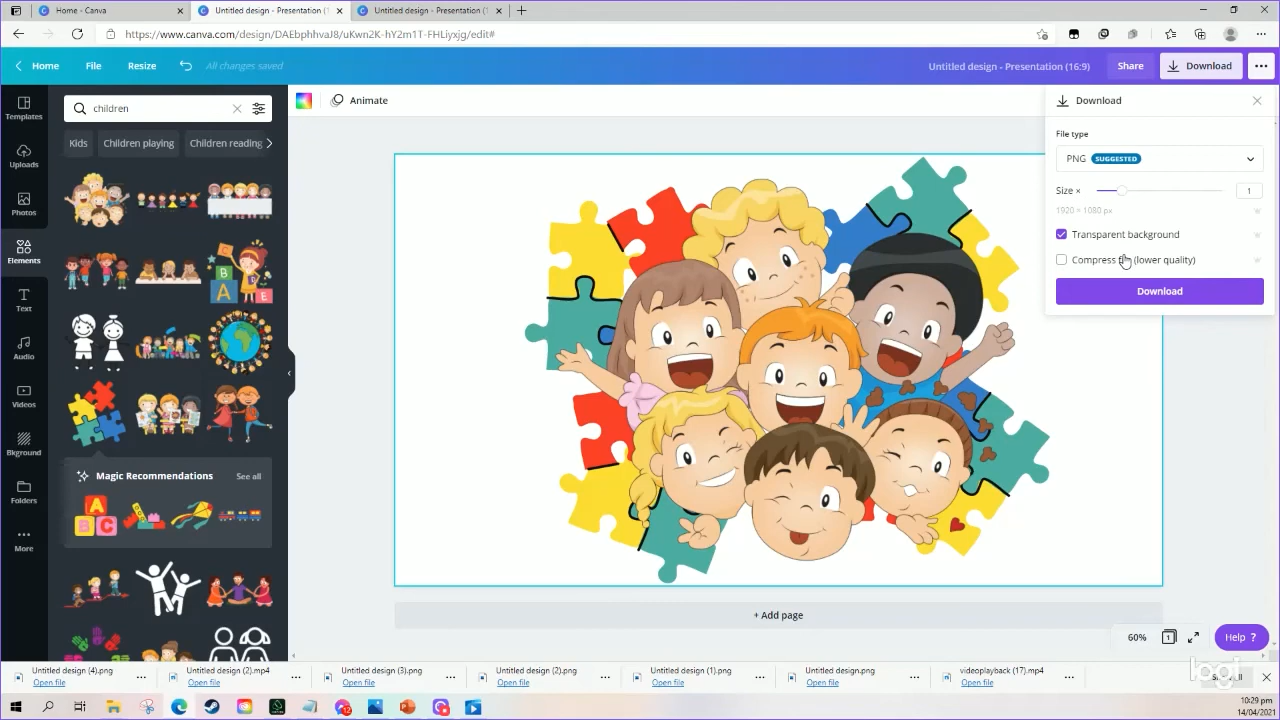 Home - Canva
Untitled design - Presentation (1
Untitled design - Presentation (1
https://www.canva.com/design/DAEbphhvaJ8/uKwn2K-hY2m1T-FHLiyxjg/edit#
Home
File
Resize
All changes saved
Untitled design - Presentation (16:9)
Share
Download
Templates
Uploads
Photos
Elements
Text
Audio
Videos
Bkground
Folders
More
children
Kids
Children playing
Children reading
B
A
E
Magic Recommendations
See all
A
B C
Animate
Download
File type
PNG SUGGESTED
Size ×
1
1920 × 1080 px
Transparent background
Compress (lower quality)
Download
+ Add page
60%
1
Help ?
Untitled design (4).png
Open file
Untitled design (2).mp4
Open file
Untitled design (3).png
Open file
Untitled design (2).png
Open file
Untitled design (1).png
Open file
Untitled design.png
Open file
videoplayback (17).mp4
Open file
12
10:29 pm
14/04/2021